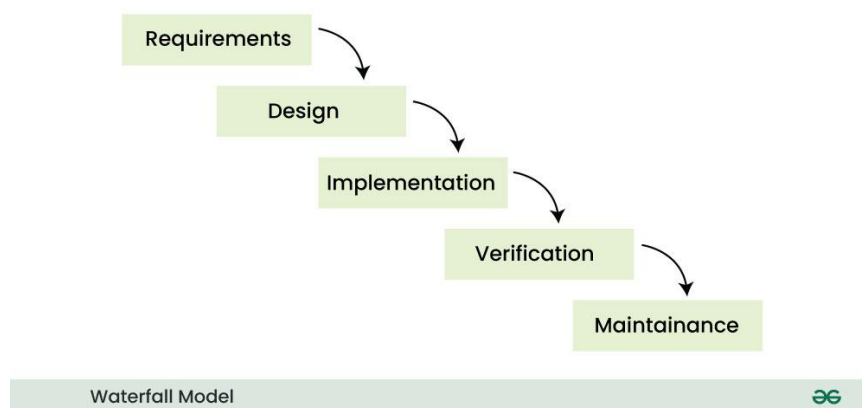 Requirements
Design
Implementation
Verification
Maintainance
Waterfall Model